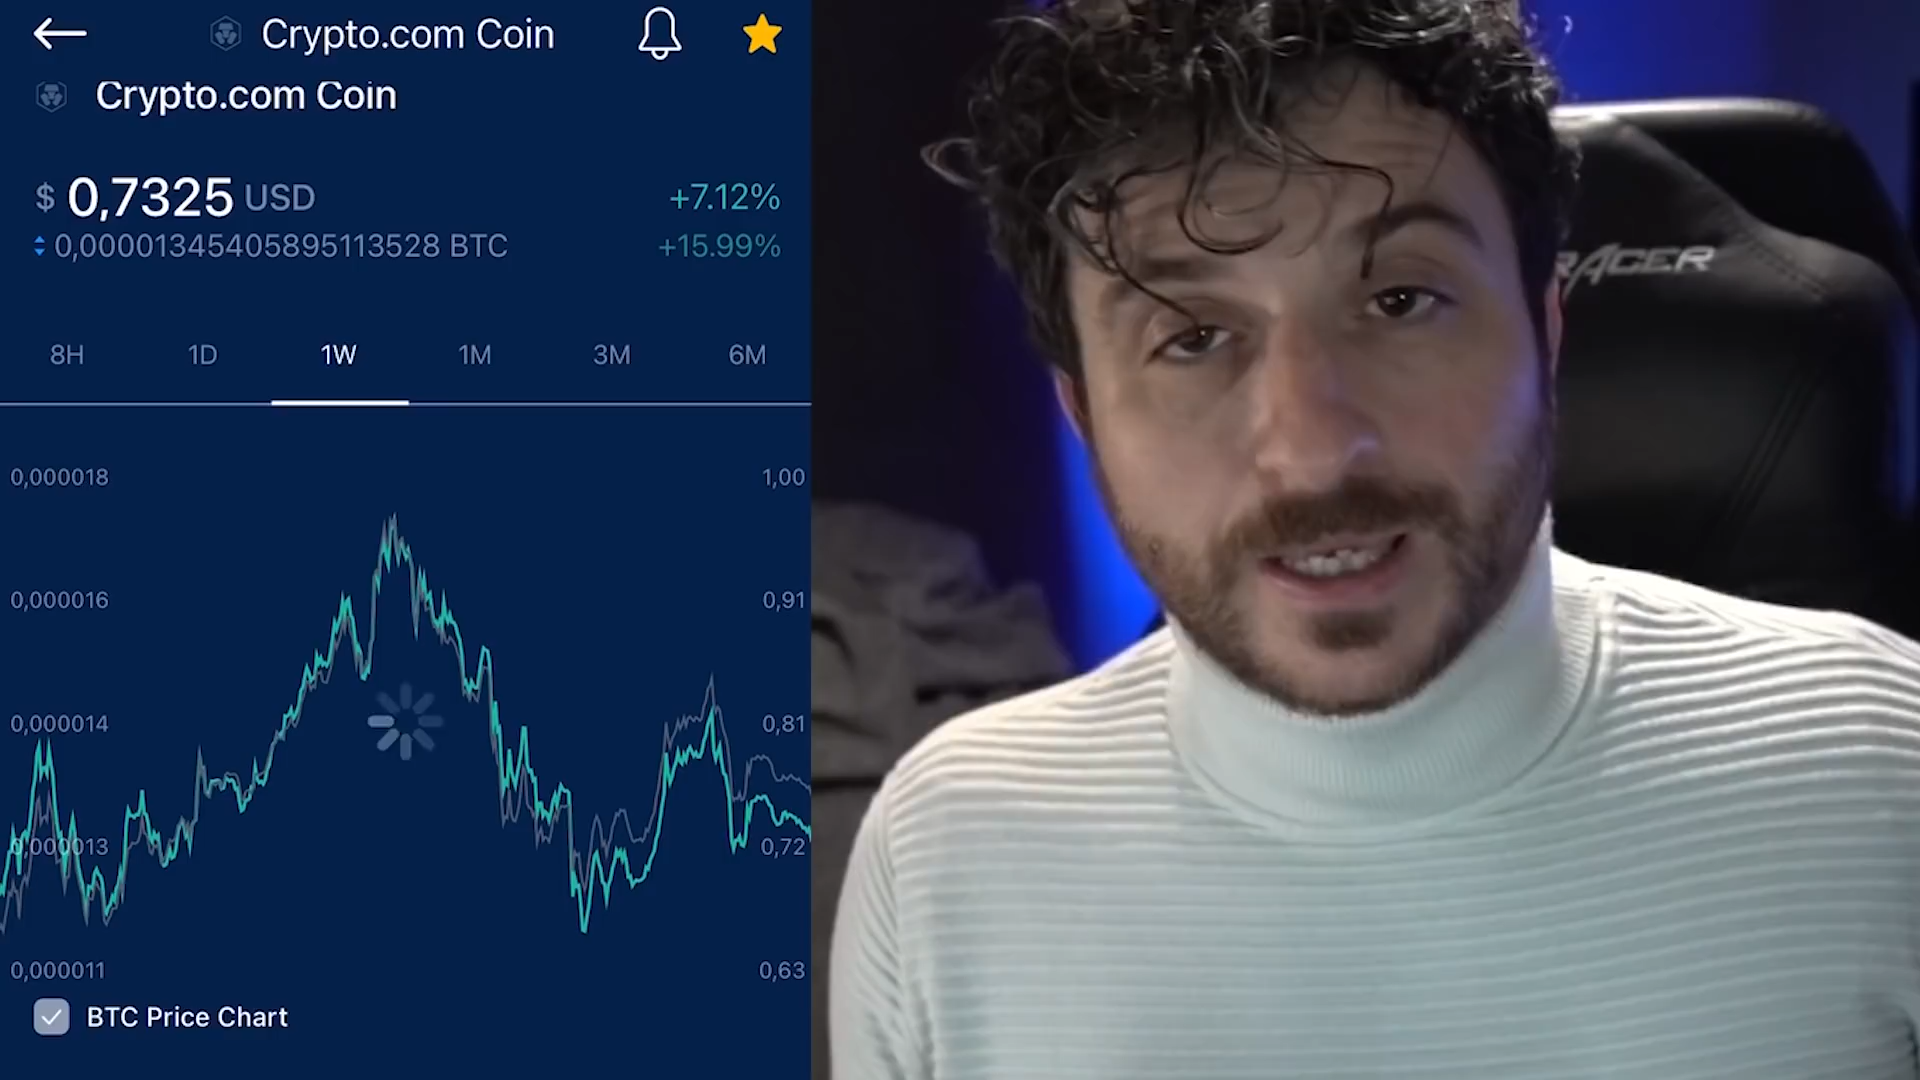 Crypto.com Coin
Crypto.com Coin
$ 0,7325 USD +7.12%
0,00001345405895113528 BTC +15.99%
8H 1D 1W 1M 3M 6M
0,000018 1,00
0,000016 0,91
0,000014 0,81
0,000013 0,72
0,000011 0,63
BTC Price Chart
RACER